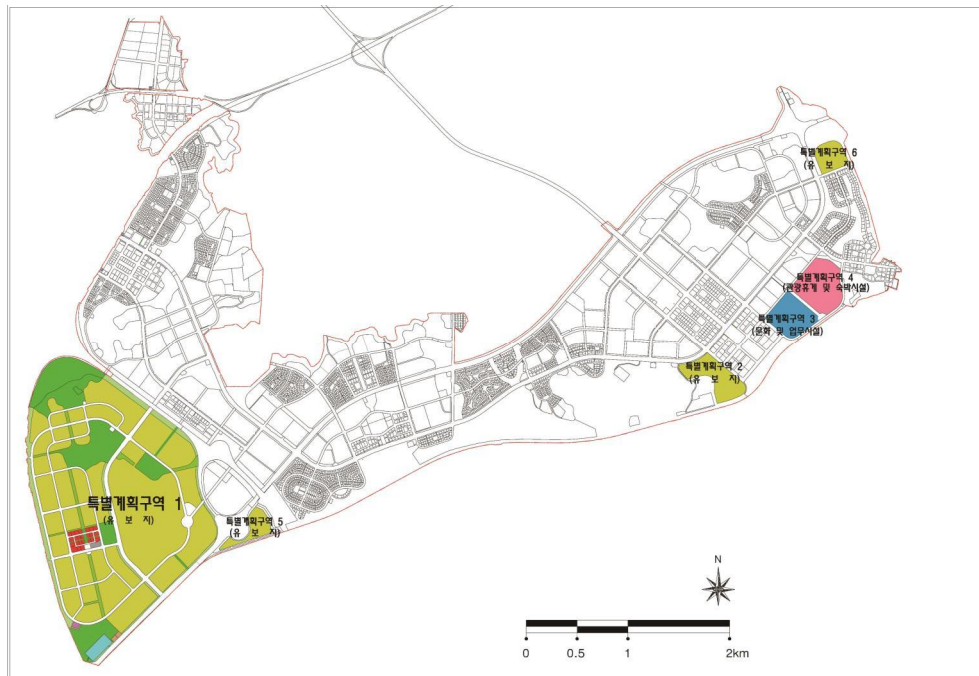 특별계획구역 6
(유 보 지)
특별계획구역 4
(관광휴게 및 숙박시설)
특별계획구역 3
(문화 및 업무시설)
특별계획구역 2
(유 보 지)
특별계획구역 1
(유 보 지)
특별계획구역 5
(유 보 지)
N
0 0.5 1 2km